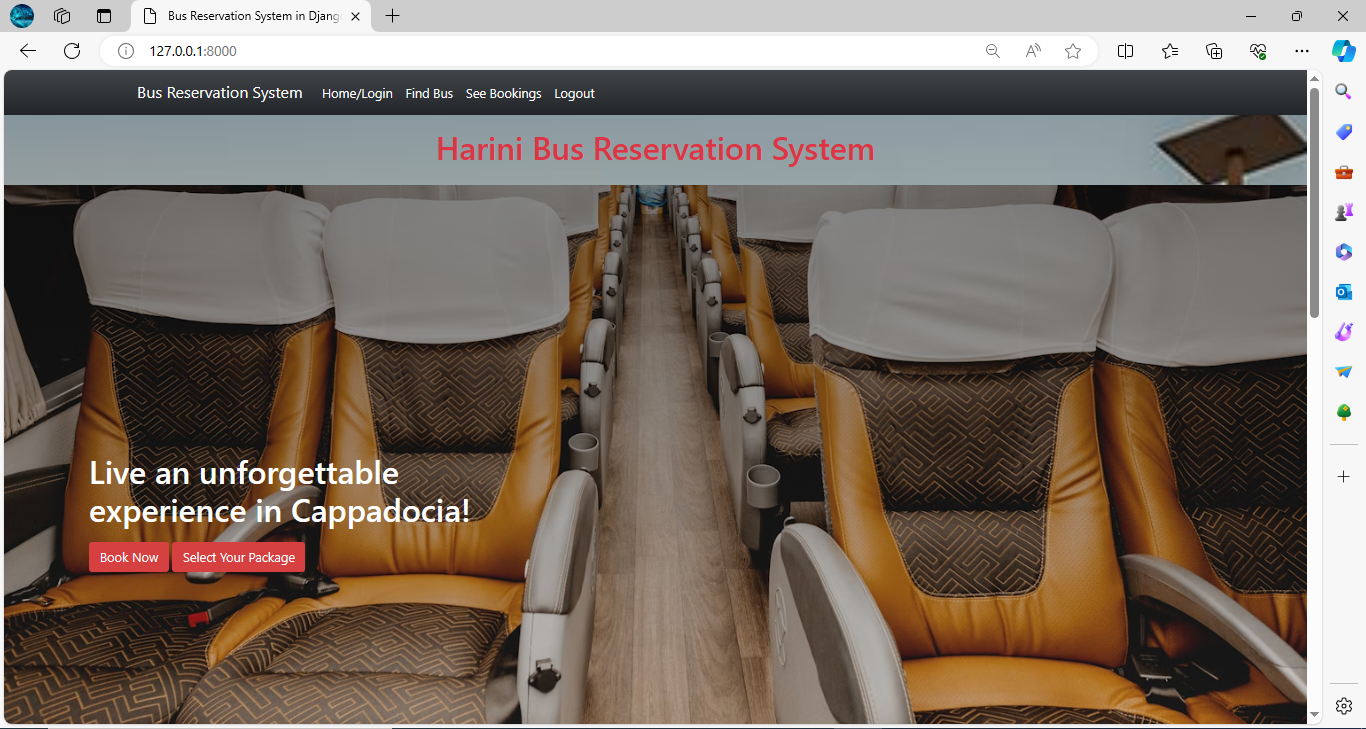 Bus Reservation System in Djang
127.0.0.1:8000
Bus Reservation System Home/Login Find Bus See Bookings Logout
Harini Bus Reservation System
Live an unforgettable
experience in Cappadocia!
Book Now Select Your Package